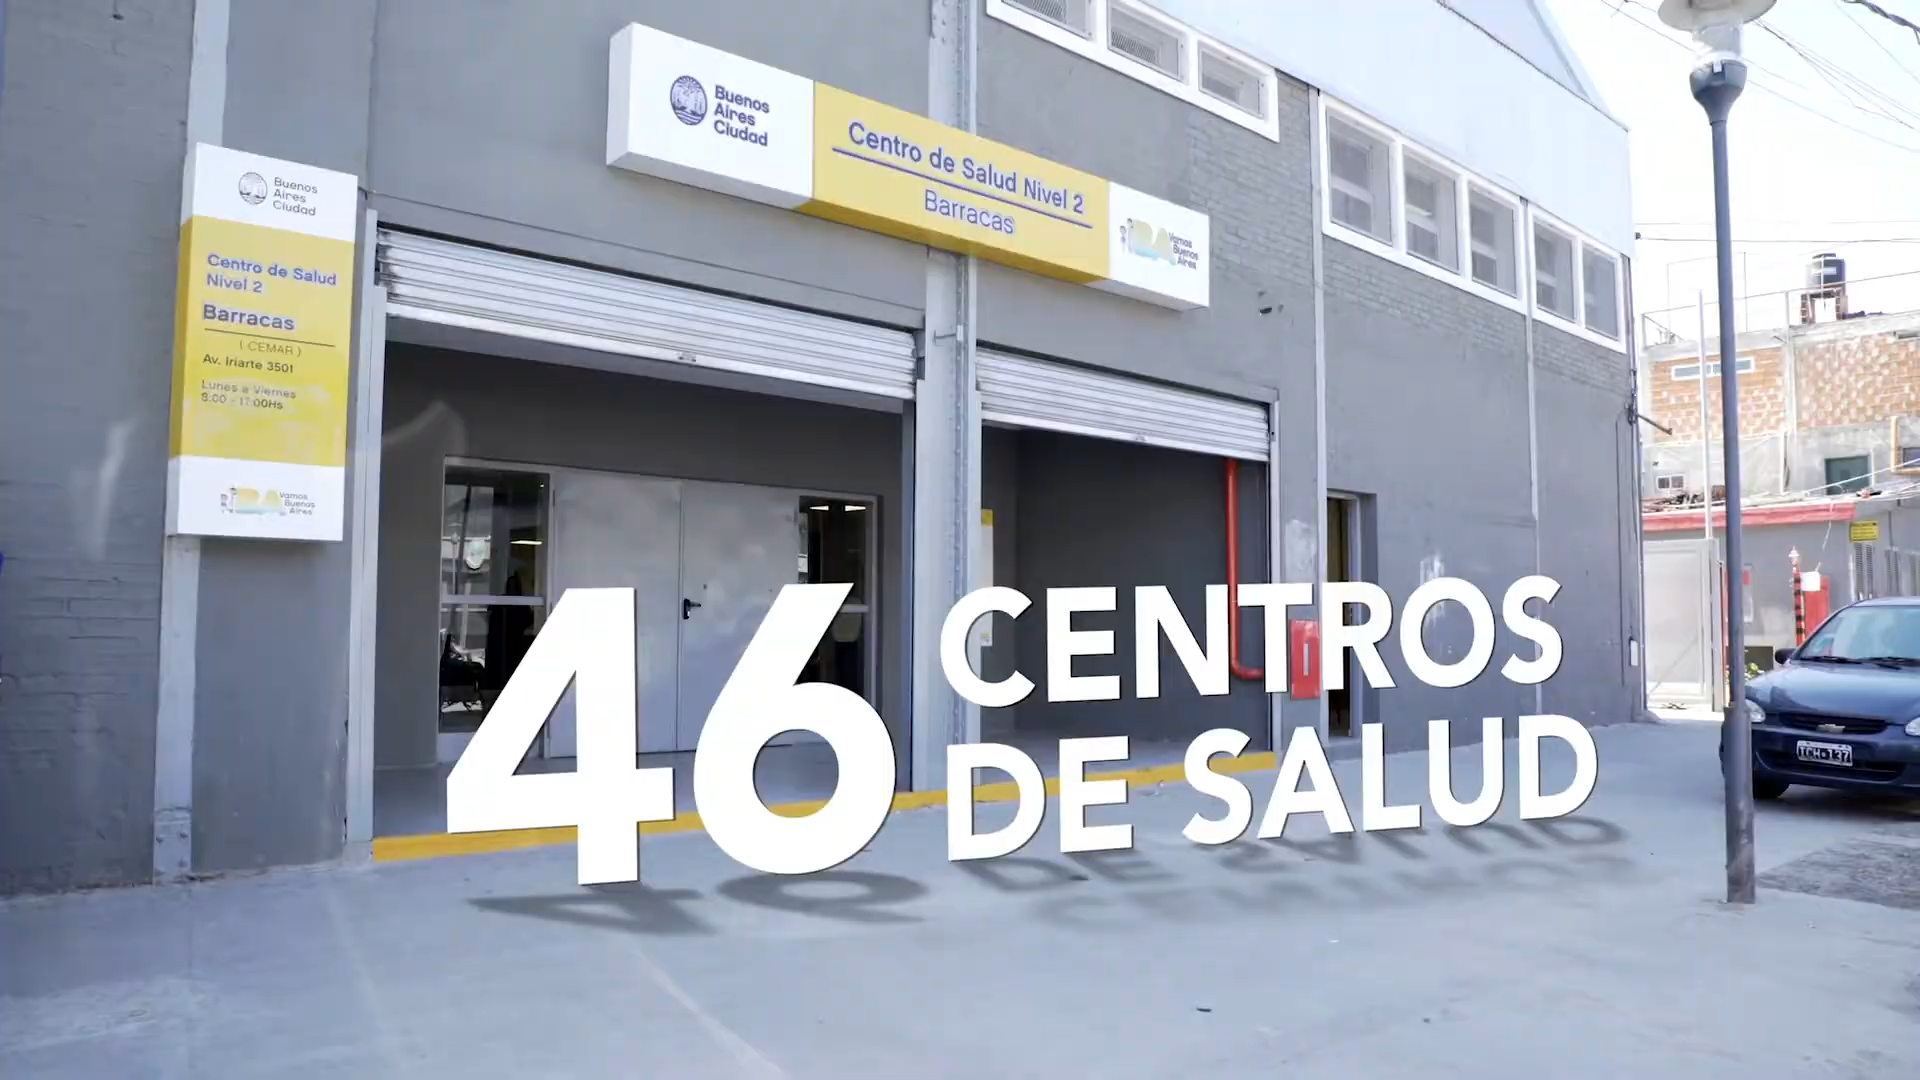 Buenos
Aires
Ciudad
Centro de Salud Nivel 2
Barracas
BA
Vamos
Buenos
Aires
Buenos
Aires
Ciudad
Centro de Salud
Nivel 2
Barracas
( CEMAR )
Av. Iriarte 3501
Lunes a Viernes
8:00 - 17:00Hs
BA
Vamos
Buenos
Aires
46 CENTROS
DE SALUD